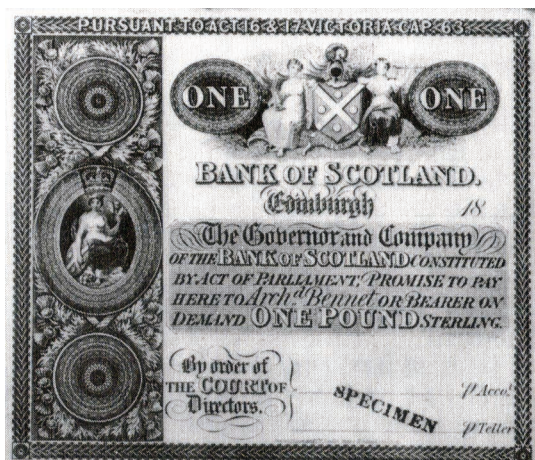 PURSUANT TO ACT 16 & 17 VICTORIA CAP. 63
ONE ONE
BANK OF SCOTLAND.
Edinburgh 18
The Governor and Company
OF THE BANK OF SCOTLAND CONSTITUTED
BY ACT OF PARLIAMENT, PROMISE TO PAY
HERE TO Archd Bennet OR BEARER ON
DEMAND ONE POUND STERLING.
By order of
THE COURT OF
Directors.
p Acct.
SPECIMEN
p Teller